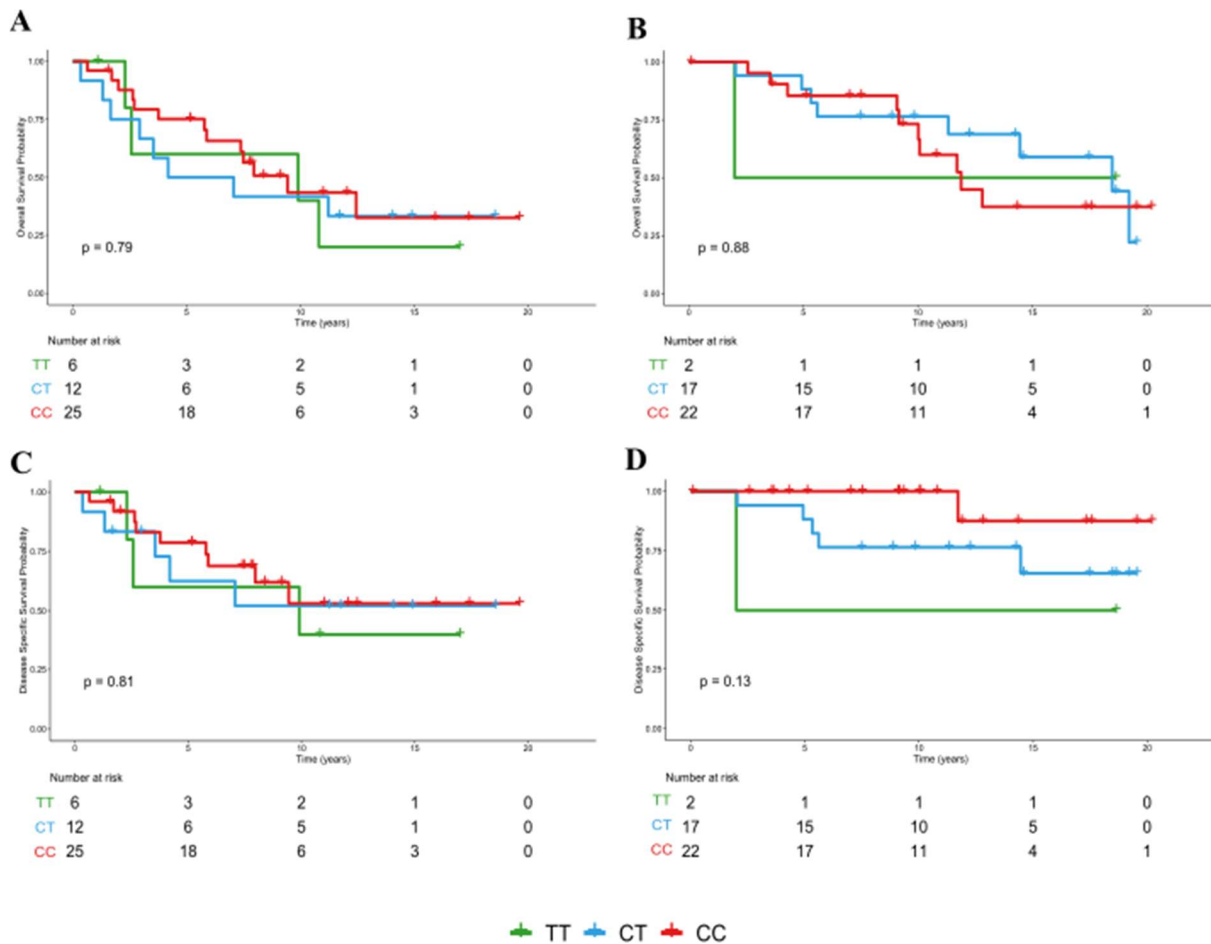 A
Overall Survival Probability
1.00
0.75
0.50
0.25
0.00
p = 0.79
0 5 10 15 20
Time (years)
Number at risk
TT 6 3 2 1 0
CT 12 6 5 1 0
CC 25 18 6 3 0
B
Overall Survival Probability
1.00
0.75
0.50
0.25
0.00
p = 0.88
0 5 10 15 20
Time (years)
Number at risk
TT 2 1 1 1 0
CT 17 15 10 5 0
CC 22 17 11 4 1
C
Disease Specific Survival Probability
1.00
0.75
0.50
0.25
0.00
p = 0.81
0 5 10 15 20
Time (years)
Number at risk
TT 6 3 2 1 0
CT 12 6 5 1 0
CC 25 18 6 3 0
D
Disease Specific Survival Probability
1.00
0.75
0.50
0.25
0.00
p = 0.13
0 5 10 15 20
Time (years)
Number at risk
TT 2 1 1 1 0
CT 17 15 10 5 0
CC 22 17 11 4 1
TT CT CC